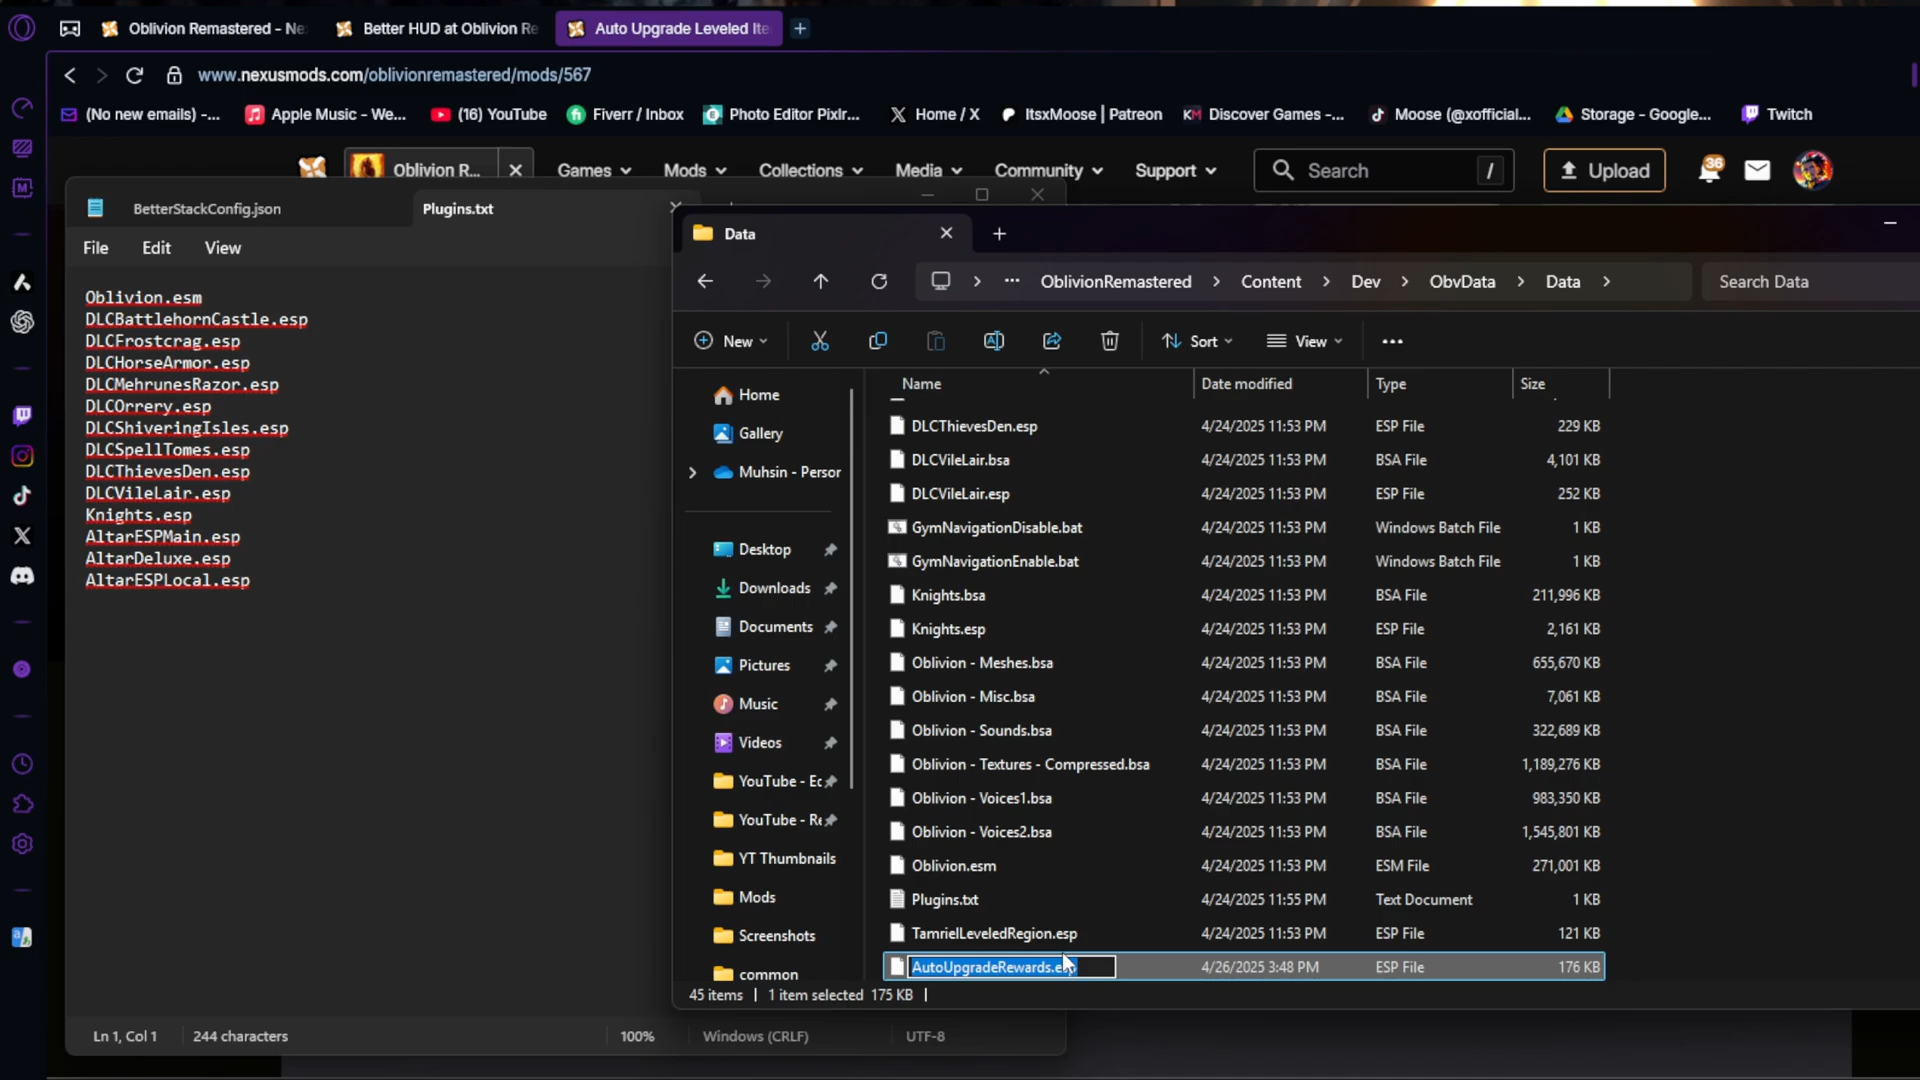 Oblivion Remastered - Ne
Better HUD at Oblivion Re
Auto Upgrade Leveled Ite
www.nexusmods.com/oblivionremastered/mods/567
(No new emails) -...
Apple Music - We...
(16) YouTube
Fiverr / Inbox
Photo Editor Pixlr...
Home / X
ItsxMoose | Patreon
KM Discover Games -...
Moose (@xofficial...
Storage - Google...
Twitch
Oblivion R...
Games
Mods
Collections
Media
Community
Support
Search
/
Upload
36
BetterStackConfig.json
Plugins.txt
File
Edit
View
Oblivion.esm
DLCBattlehornCastle.esp
DLCFrostcrag.esp
DLCHorseArmor.esp
DLCMehrunesRazor.esp
DLCOrrery.esp
DLCShiveringIsles.esp
DLCSpellTomes.esp
DLCThievesDen.esp
DLCVileLair.esp
Knights.esp
AltarESPMain.esp
AltarDeluxe.esp
AltarESPLocal.esp
Ln 1, Col 1
244 characters
100%
Windows (CRLF)
UTF-8
Data
OblivionRemastered
Content
Dev
ObvData
Data
Search Data
New
Sort
View
Home
Gallery
Muhsin - Persor
Desktop
Downloads
Documents
Pictures
Music
Videos
YouTube - Ec
YouTube - Re
YT Thumbnails
Mods
Screenshots
common
Name Date modified Type Size
DLCThievesDen.esp 4/24/2025 11:53 PM ESP File 229 KB
DLCVileLair.bsa 4/24/2025 11:53 PM BSA File 4,101 KB
DLCVileLair.esp 4/24/2025 11:53 PM ESP File 252 KB
GymNavigationDisable.bat 4/24/2025 11:53 PM Windows Batch File 1 KB
GymNavigationEnable.bat 4/24/2025 11:53 PM Windows Batch File 1 KB
Knights.bsa 4/24/2025 11:53 PM BSA File 211,996 KB
Knights.esp 4/24/2025 11:53 PM ESP File 2,161 KB
Oblivion - Meshes.bsa 4/24/2025 11:53 PM BSA File 655,670 KB
Oblivion - Misc.bsa 4/24/2025 11:53 PM BSA File 7,061 KB
Oblivion - Sounds.bsa 4/24/2025 11:53 PM BSA File 322,689 KB
Oblivion - Textures - Compressed.bsa 4/24/2025 11:53 PM BSA File 1,189,276 KB
Oblivion - Voices1.bsa 4/24/2025 11:53 PM BSA File 983,350 KB
Oblivion - Voices2.bsa 4/24/2025 11:53 PM BSA File 1,545,801 KB
Oblivion.esm 4/24/2025 11:53 PM ESM File 271,001 KB
Plugins.txt 4/24/2025 11:55 PM Text Document 1 KB
TamrielLeveledRegion.esp 4/24/2025 11:53 PM ESP File 121 KB
AutoUpgradeRewards.esp 4/26/2025 3:48 PM ESP File 176 KB
45 items
1 item selected 175 KB